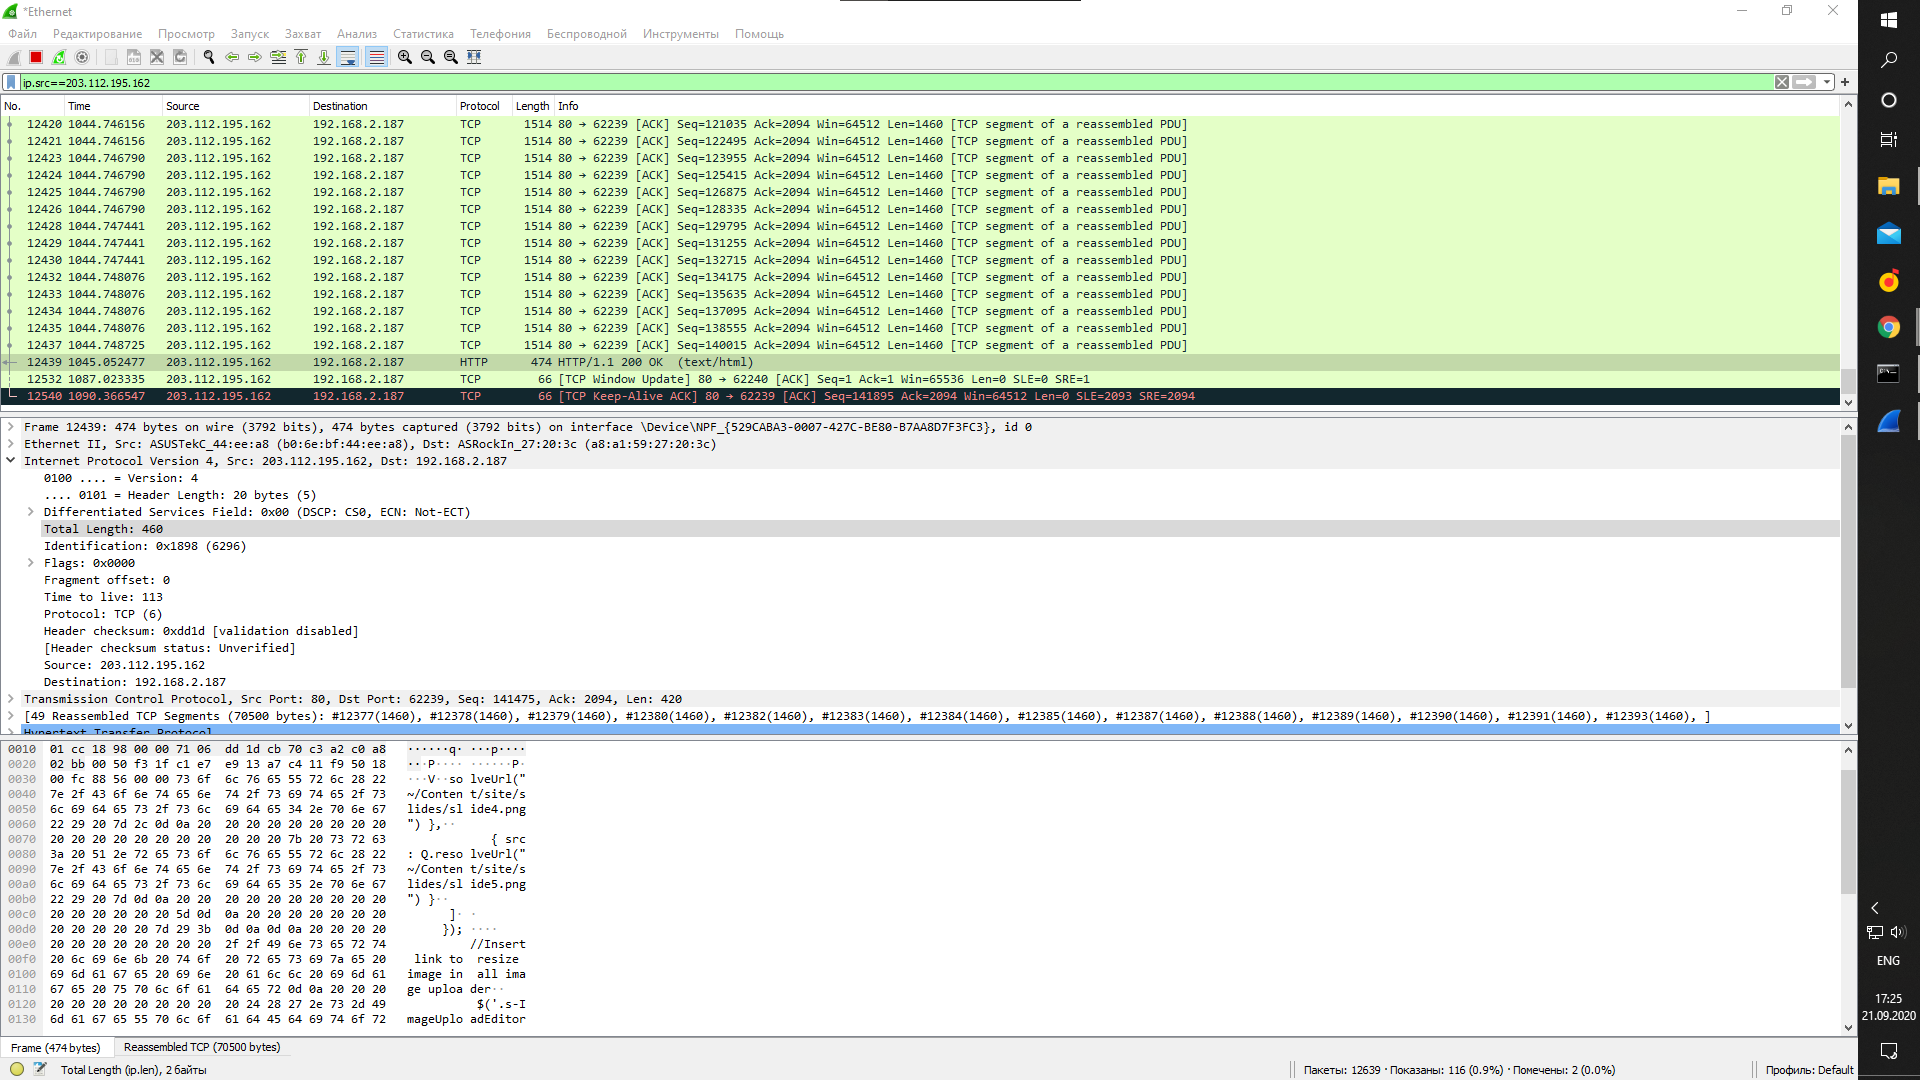 *Ethernet
Файл Редактирование Просмотр Запуск Захват Анализ Статистика Телефония Беспроводной Инструменты Помощь
ip.src==203.112.195.162
No. Time Source Destination Protocol Length Info
12420 1044.746156 203.112.195.162 192.168.2.187 TCP 1514 80 → 62239 [ACK] Seq=121035 Ack=2094 Win=64512 Len=1460 [TCP segment of a reassembled PDU]
12421 1044.746156 203.112.195.162 192.168.2.187 TCP 1514 80 → 62239 [ACK] Seq=122495 Ack=2094 Win=64512 Len=1460 [TCP segment of a reassembled PDU]
12423 1044.746790 203.112.195.162 192.168.2.187 TCP 1514 80 → 62239 [ACK] Seq=123955 Ack=2094 Win=64512 Len=1460 [TCP segment of a reassembled PDU]
12424 1044.746790 203.112.195.162 192.168.2.187 TCP 1514 80 → 62239 [ACK] Seq=125415 Ack=2094 Win=64512 Len=1460 [TCP segment of a reassembled PDU]
12425 1044.746790 203.112.195.162 192.168.2.187 TCP 1514 80 → 62239 [ACK] Seq=126875 Ack=2094 Win=64512 Len=1460 [TCP segment of a reassembled PDU]
12426 1044.746790 203.112.195.162 192.168.2.187 TCP 1514 80 → 62239 [ACK] Seq=128335 Ack=2094 Win=64512 Len=1460 [TCP segment of a reassembled PDU]
12428 1044.747441 203.112.195.162 192.168.2.187 TCP 1514 80 → 62239 [ACK] Seq=129795 Ack=2094 Win=64512 Len=1460 [TCP segment of a reassembled PDU]
12429 1044.747441 203.112.195.162 192.168.2.187 TCP 1514 80 → 62239 [ACK] Seq=131255 Ack=2094 Win=64512 Len=1460 [TCP segment of a reassembled PDU]
12430 1044.747441 203.112.195.162 192.168.2.187 TCP 1514 80 → 62239 [ACK] Seq=132715 Ack=2094 Win=64512 Len=1460 [TCP segment of a reassembled PDU]
12432 1044.748076 203.112.195.162 192.168.2.187 TCP 1514 80 → 62239 [ACK] Seq=134175 Ack=2094 Win=64512 Len=1460 [TCP segment of a reassembled PDU]
12433 1044.748076 203.112.195.162 192.168.2.187 TCP 1514 80 → 62239 [ACK] Seq=135635 Ack=2094 Win=64512 Len=1460 [TCP segment of a reassembled PDU]
12434 1044.748076 203.112.195.162 192.168.2.187 TCP 1514 80 → 62239 [ACK] Seq=137095 Ack=2094 Win=64512 Len=1460 [TCP segment of a reassembled PDU]
12435 1044.748076 203.112.195.162 192.168.2.187 TCP 1514 80 → 62239 [ACK] Seq=138555 Ack=2094 Win=64512 Len=1460 [TCP segment of a reassembled PDU]
12437 1044.748725 203.112.195.162 192.168.2.187 TCP 1514 80 → 62239 [ACK] Seq=140015 Ack=2094 Win=64512 Len=1460 [TCP segment of a reassembled PDU]
12439 1045.052477 203.112.195.162 192.168.2.187 HTTP 474 HTTP/1.1 200 OK (text/html)
12532 1087.023335 203.112.195.162 192.168.2.187 TCP 66 [TCP Window Update] 80 → 62240 [ACK] Seq=1 Ack=1 Win=65536 Len=0 SLE=0 SRE=1
12540 1090.366547 203.112.195.162 192.168.2.187 TCP 66 [TCP Keep-Alive ACK] 80 → 62239 [ACK] Seq=141895 Ack=2094 Win=64512 Len=0 SLE=2093 SRE=2094
Frame 12439: 474 bytes on wire (3792 bits), 474 bytes captured (3792 bits) on interface \Device\NPF_{529CABA3-0007-427C-BE80-B7AA8D7F3FC3}, id 0
Ethernet II, Src: ASUSTekC_44:ee:a8 (b0:6e:bf:44:ee:a8), Dst: ASRockIn_27:20:3c (a8:a1:59:27:20:3c)
Internet Protocol Version 4, Src: 203.112.195.162, Dst: 192.168.2.187
0100 .... = Version: 4
.... 0101 = Header Length: 20 bytes (5)
Differentiated Services Field: 0x00 (DSCP: CS0, ECN: Not-ECT)
Total Length: 460
Identification: 0x1898 (6296)
Flags: 0x0000
Fragment offset: 0
Time to live: 113
Protocol: TCP (6)
Header checksum: 0xdd1d [validation disabled]
[Header checksum status: Unverified]
Source: 203.112.195.162
Destination: 192.168.2.187
Transmission Control Protocol, Src Port: 80, Dst Port: 62239, Seq: 141475, Ack: 2094, Len: 420
[49 Reassembled TCP Segments (70500 bytes): #12377(1460), #12378(1460), #12379(1460), #12380(1460), #12382(1460), #12383(1460), #12384(1460), #12385(1460), #12387(1460), #12388(1460), #12389(1460), #12390(1460), #12391(1460), #12393(1460), ]
Hypertext Transfer Protocol
0010 01 cc 18 98 00 00 71 06 dd 1d cb 70 c3 a2 c0 a8 ······q· ···p····
0020 02 bb 00 50 f3 1f c1 e7 e9 13 a7 c4 11 f9 50 18 ···P···· ······P·
0030 00 fc 88 56 00 00 73 6f 6c 76 65 55 72 6c 28 22 ···V··so lveUrl("
0040 7e 2f 43 6f 6e 74 65 6e 74 2f 73 69 74 65 2f 73 ~/Conten t/site/s
0050 6c 69 64 65 73 2f 73 6c 69 64 65 34 2e 70 6e 67 lides/sl ide4.png
0060 22 29 20 7d 2c 0d 0a 20 20 20 20 20 20 20 20 20 ") },··
0070 20 20 20 20 20 20 20 20 20 20 20 7b 20 73 72 63 { src
0080 3a 20 51 2e 72 65 73 6f 6c 76 65 55 72 6c 28 22 : Q.reso lveUrl("
0090 7e 2f 43 6f 6e 74 65 6e 74 2f 73 69 74 65 2f 73 ~/Conten t/site/s
00a0 6c 69 64 65 73 2f 73 6c 69 64 65 35 2e 70 6e 67 lides/sl ide5.png
00b0 22 29 20 7d 0d 0a 20 20 20 20 20 20 20 20 20 20 ") }··
00c0 20 20 20 20 20 20 5d 0d 0a 20 20 20 20 20 20 20 ]· ·
00d0 20 20 20 20 20 7d 29 3b 0d 0a 0d 0a 20 20 20 20 }); ····
00e0 20 20 20 20 20 20 20 20 2f 2f 49 6e 73 65 72 74 //Insert
00f0 20 6c 69 6e 6b 20 74 6f 20 72 65 73 69 7a 65 20 link to resize
0100 69 6d 61 67 65 20 69 6e 20 61 6c 6c 20 69 6d 61 image in all ima
0110 67 65 20 75 70 6c 6f 61 64 65 72 0d 0a 20 20 20 ge uploa der··
0120 20 20 20 20 20 20 20 20 20 24 28 27 2e 73 2d 49 $('.s-I
0130 6d 61 67 65 55 70 6c 6f 61 64 45 64 69 74 6f 72 mageUplo adEditor
Frame (474 bytes) Reassembled TCP (70500 bytes)
Total Length (ip.len), 2 байты Пакеты: 12639 · Показаны: 116 (0.9%) · Помечены: 2 (0.0%) Профиль: Default
ENG
17:25
21.09.2020